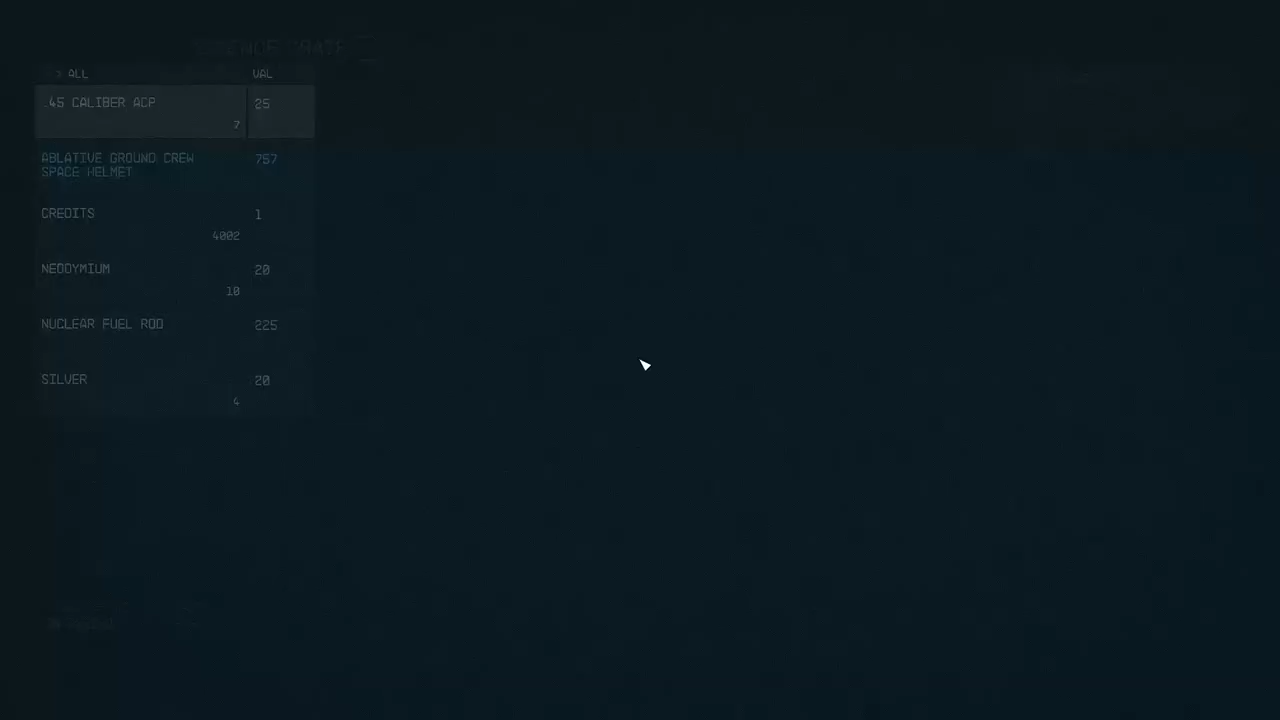 > ALL VAL
.45 CALIBER ACP 25
7
ABLATIVE GROUND CREW 757
SPACE HELMET
CREDITS 1
4002
NEODYMIUM 20
10
NUCLEAR FUEL ROD 225
SILVER 20
4